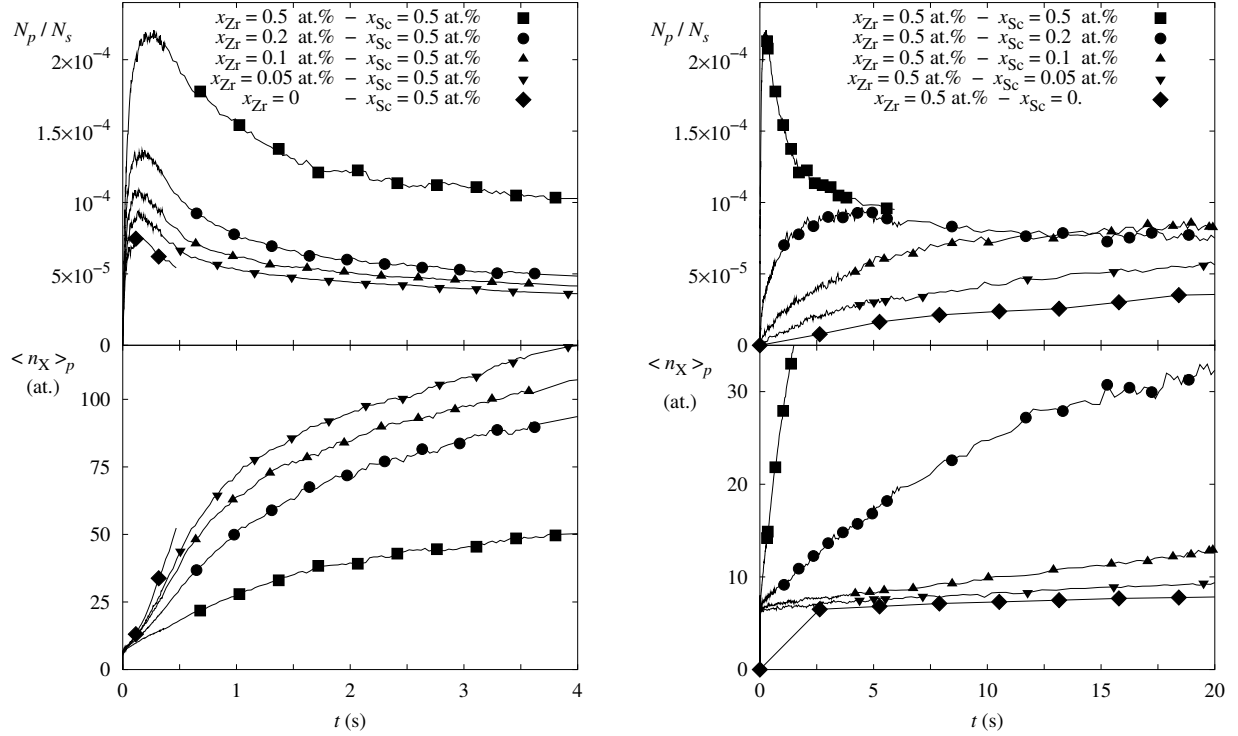 N_p / N_s
x_Zr = 0.5 at.% − x_Sc = 0.5 at.%
x_Zr = 0.2 at.% − x_Sc = 0.5 at.%
x_Zr = 0.1 at.% − x_Sc = 0.5 at.%
x_Zr = 0.05 at.% − x_Sc = 0.5 at.%
x_Zr = 0 − x_Sc = 0.5 at.%
2×10⁻⁴
1.5×10⁻⁴
10⁻⁴
5×10⁻⁵
0
< n_X >_p
(at.)
100
75
50
25
0
0 1 2 3 4
t (s)
N_p / N_s
x_Zr = 0.5 at.% − x_Sc = 0.5 at.%
x_Zr = 0.5 at.% − x_Sc = 0.2 at.%
x_Zr = 0.5 at.% − x_Sc = 0.1 at.%
x_Zr = 0.5 at.% − x_Sc = 0.05 at.%
x_Zr = 0.5 at.% − x_Sc = 0.
2×10⁻⁴
1.5×10⁻⁴
10⁻⁴
5×10⁻⁵
0
< n_X >_p
(at.)
30
20
10
0
0 5 10 15 20
t (s)